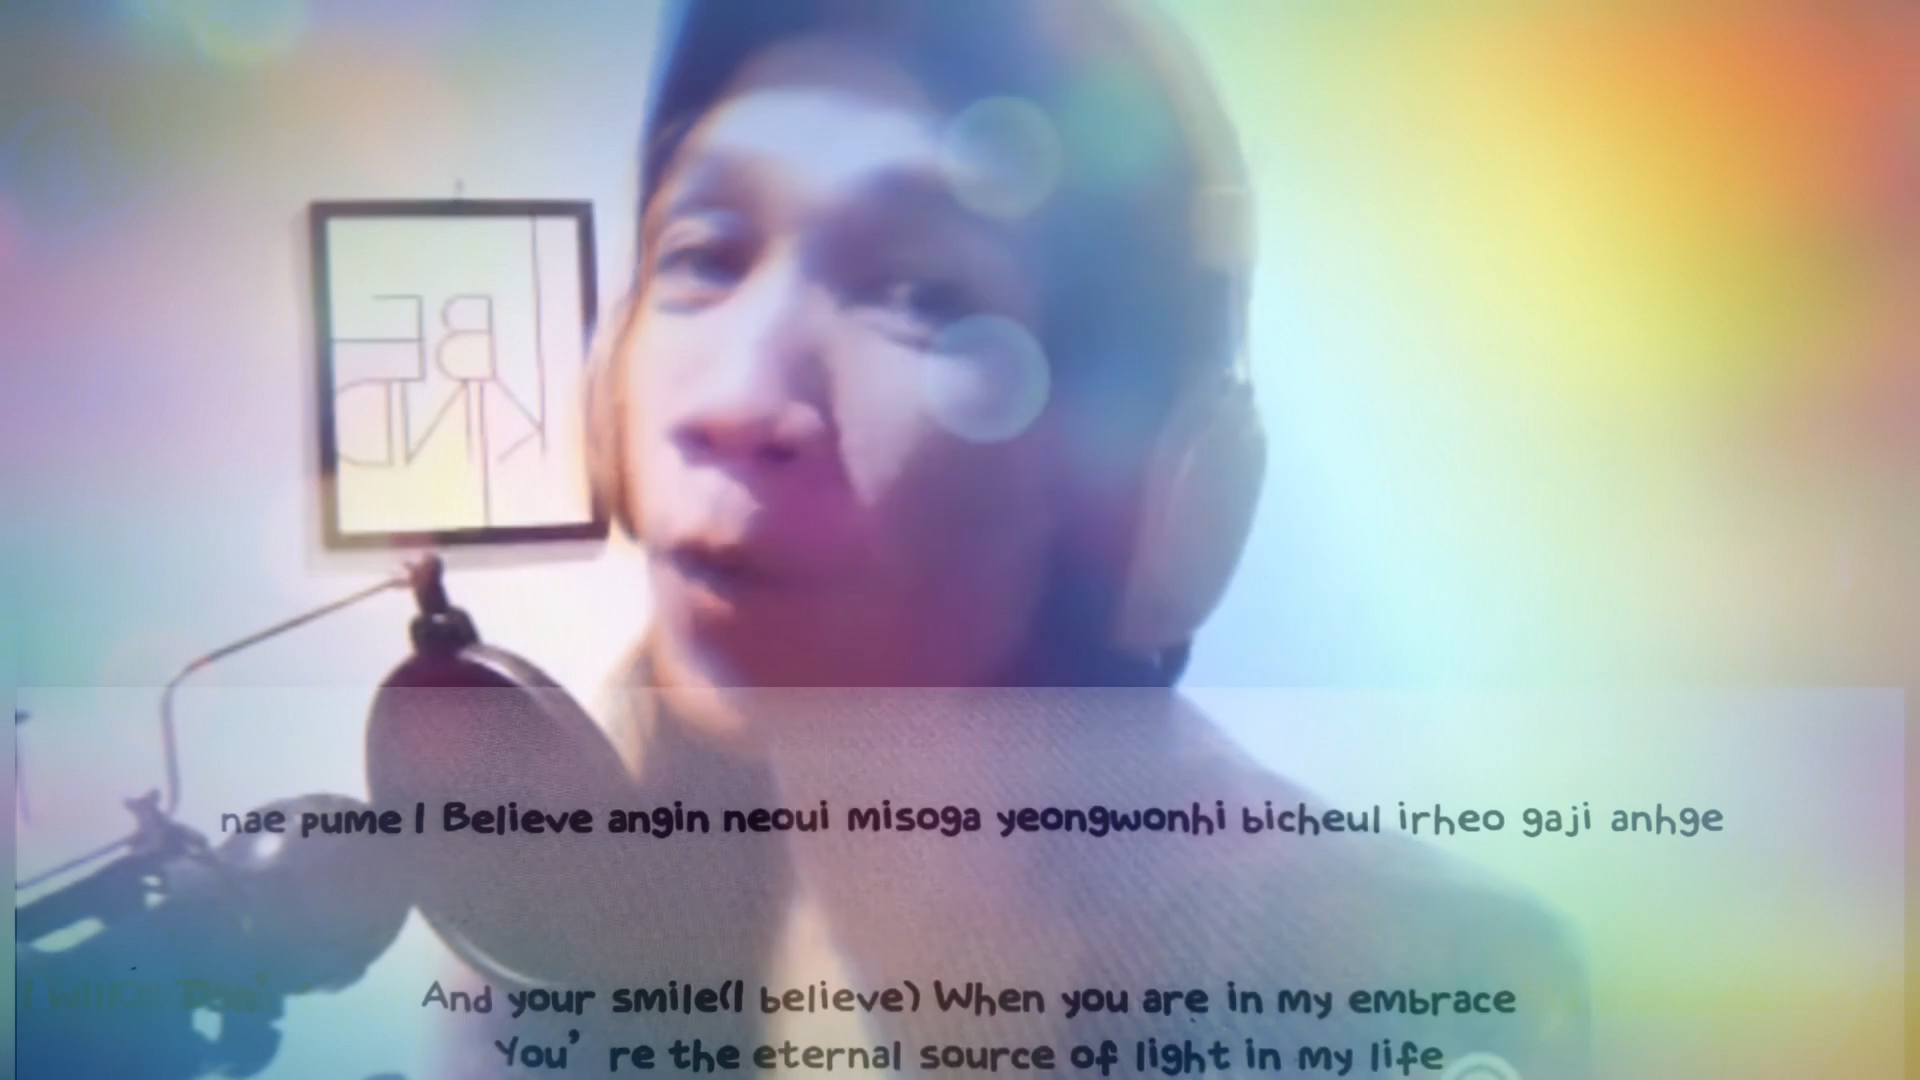 BE
KIND
nae pume I Believe angin neoui misoga yeongwonhi bicheul irheo gaji anhge
And your smile(I believe) When you are in my embrace
You' re the eternal source of light in my life